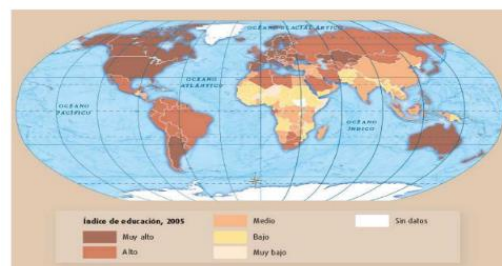 OCÉANO GLACIAL ÁRTICO
OCÉANO
ATLÁNTICO
OCÉANO
PACÍFICO
OCÉANO
ÍNDICO
Índice de educación, 2005
Muy alto
Alto
Medio
Bajo
Muy bajo
Sin datos